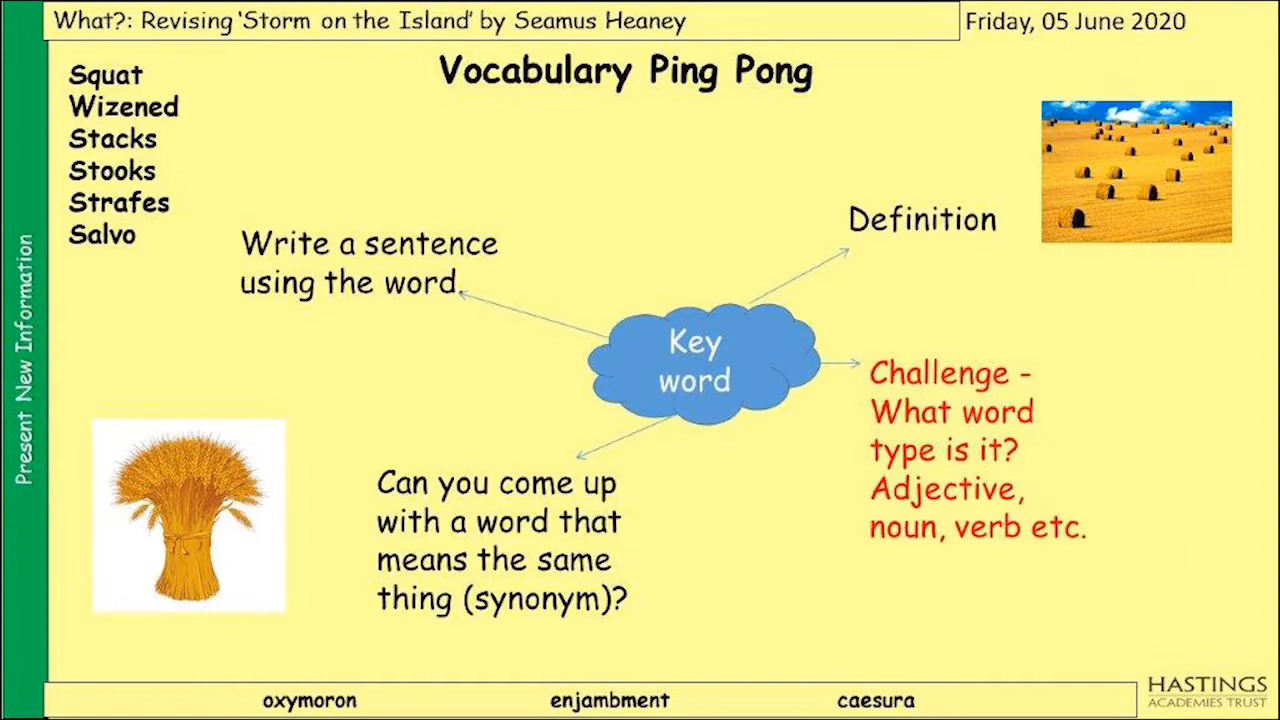 What?: Revising ‘Storm on the Island’ by Seamus Heaney
Friday, 05 June 2020
Vocabulary Ping Pong
Squat
Wizened
Stacks
Stooks
Strafes
Salvo
Present New Information
Write a sentence
using the word.
Definition
Key
word
Challenge -
What word
type is it?
Adjective,
noun, verb etc.
Can you come up
with a word that
means the same
thing (synonym)?
oxymoron
enjambment
caesura
HASTINGS
ACADEMIES TRUST